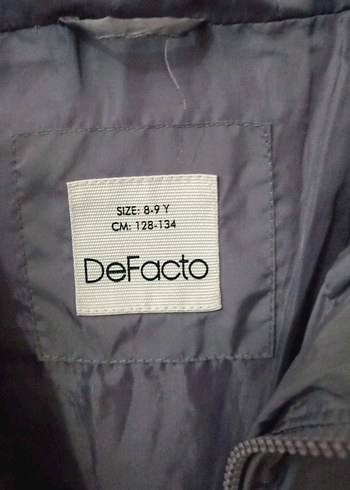 SIZE: 8-9 Y
CM: 128-134
DeFacto